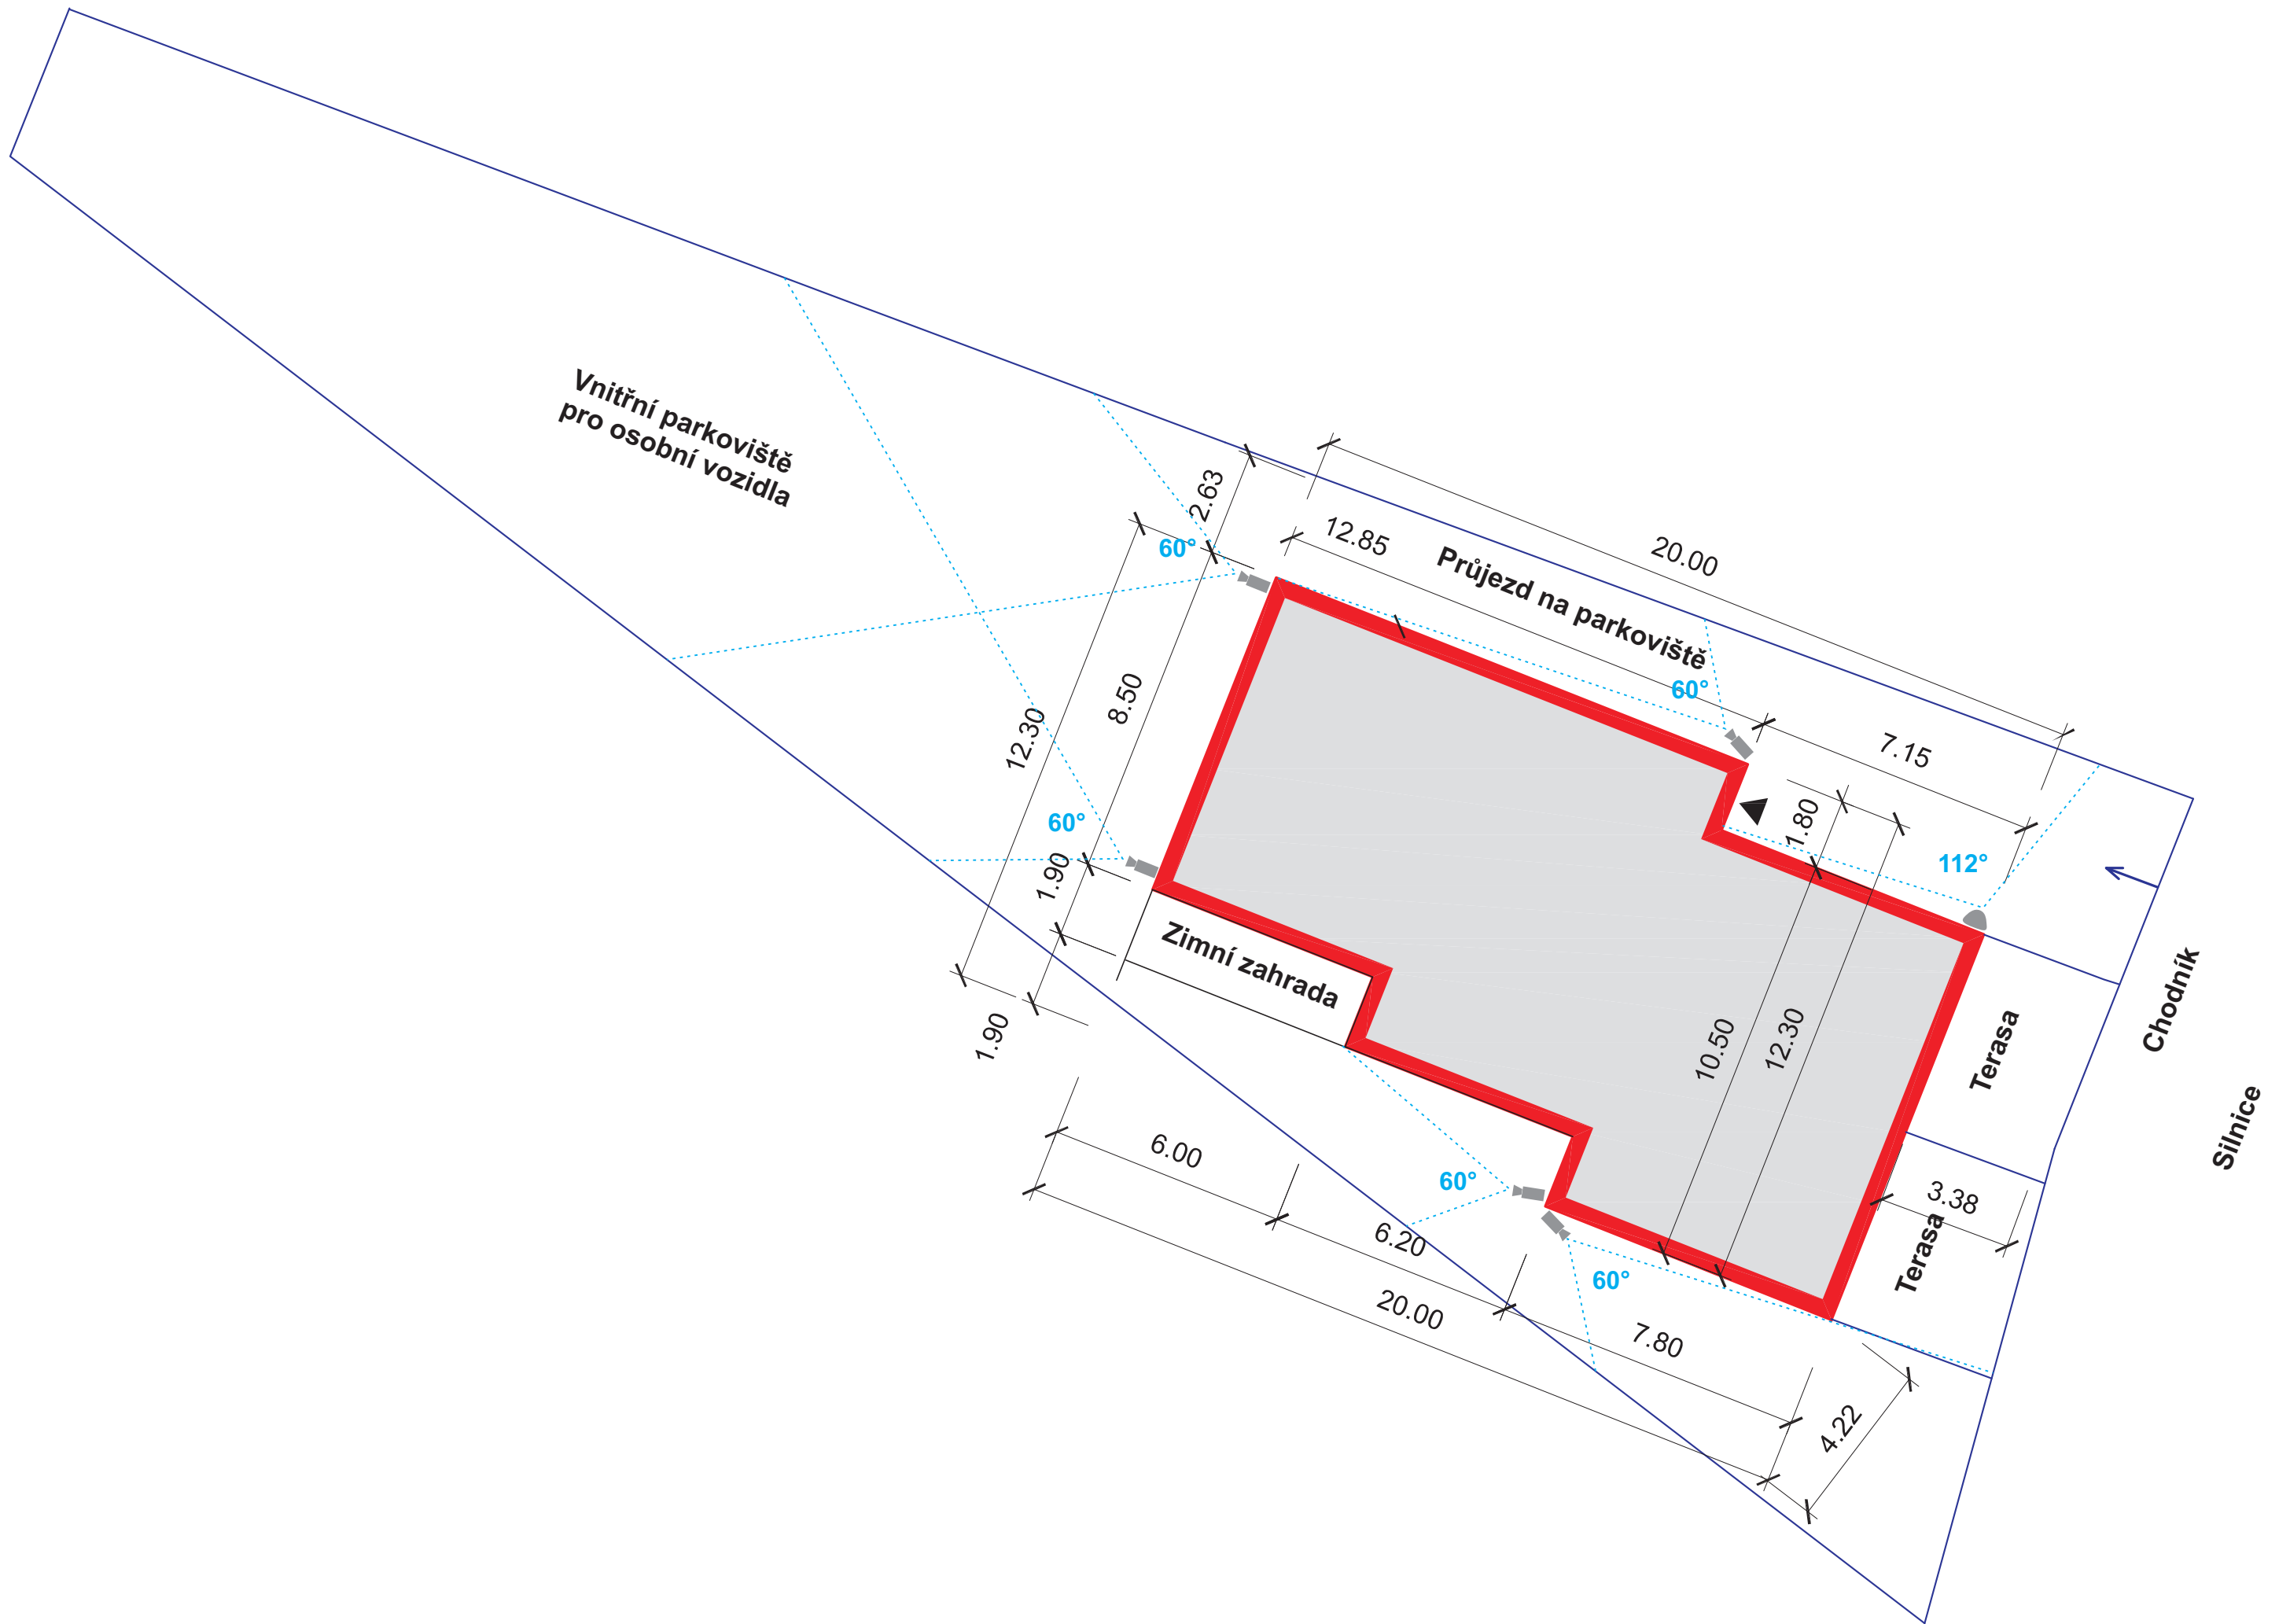 Vnitřní parkoviště
pro osobní vozidla
2.63
60°
12.85
Průjezd na parkoviště
20.00
60°
7.15
8.50
12.30
60°
1.90
1.80
112°
Zimní zahrada
1.90
10.50
12.30
Terasa
Chodník
Silnice
6.00
60°
6.20
3.38
Terasa
60°
20.00
7.80
4.22